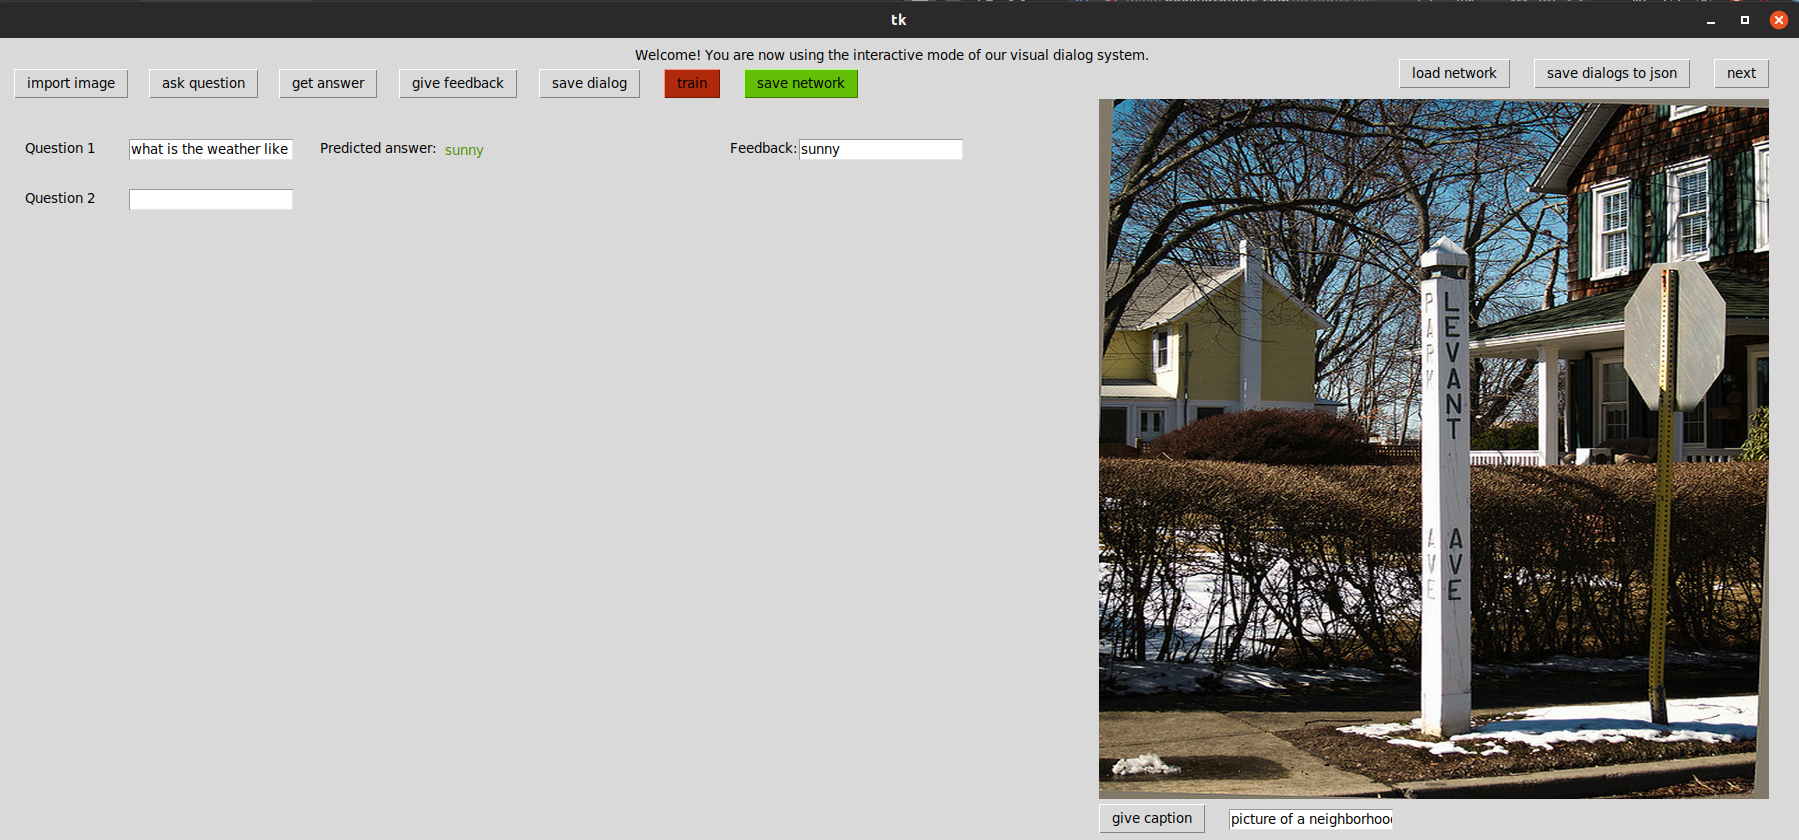 tk
Welcome! You are now using the interactive mode of our visual dialog system.
import image ask question get answer give feedback save dialog train save network load network save dialogs to json next
Question 1 what is the weather like Predicted answer: sunny Feedback: sunny
Question 2
PARK AVE
LEVANT AVE
give caption picture of a neighborhoo